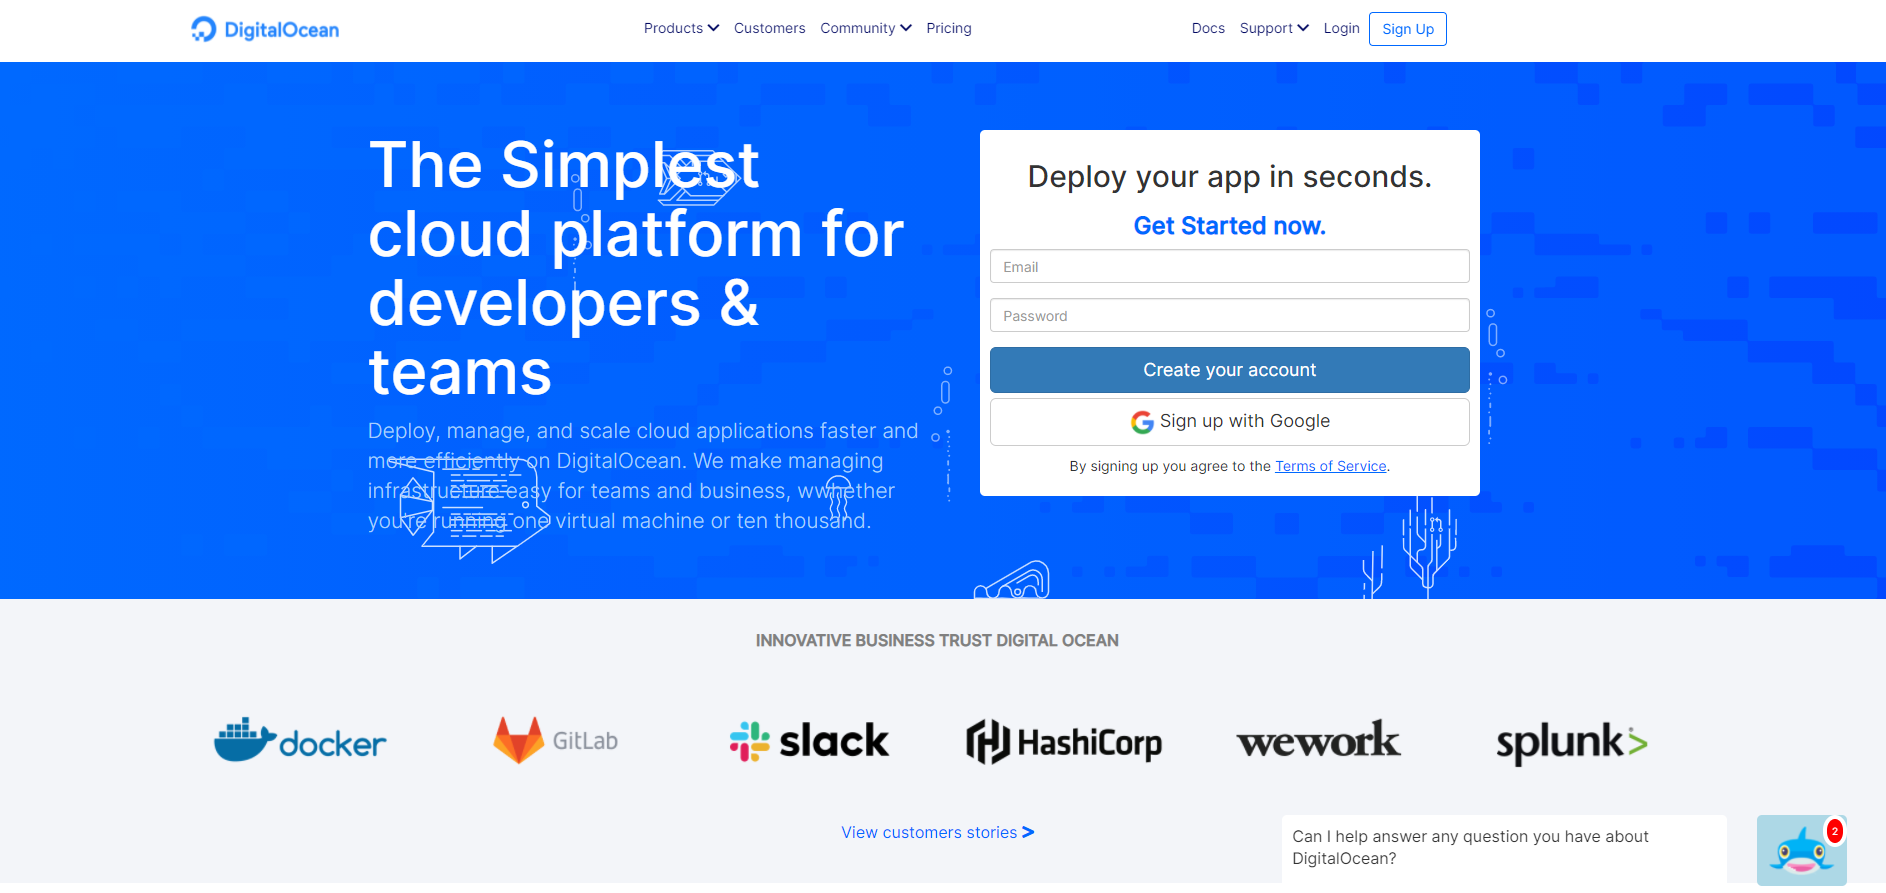 DigitalOcean
Products Customers Community Pricing
Docs Support Login Sign Up
The Simplest
cloud platform for
developers &
teams
Deploy, manage, and scale cloud applications faster and
more efficiently on DigitalOcean. We make managing
infrastructure easy for teams and business, wwhether
you're running one virtual machine or ten thousand.
Deploy your app in seconds.
Get Started now.
Email
Password
Create your account
Sign up with Google
By signing up you agree to the Terms of Service.
INNOVATIVE BUSINESS TRUST DIGITAL OCEAN
docker
GitLab
slack
HashiCorp
wework
splunk>
View customers stories >
Can I help answer any question you have about
DigitalOcean?
2